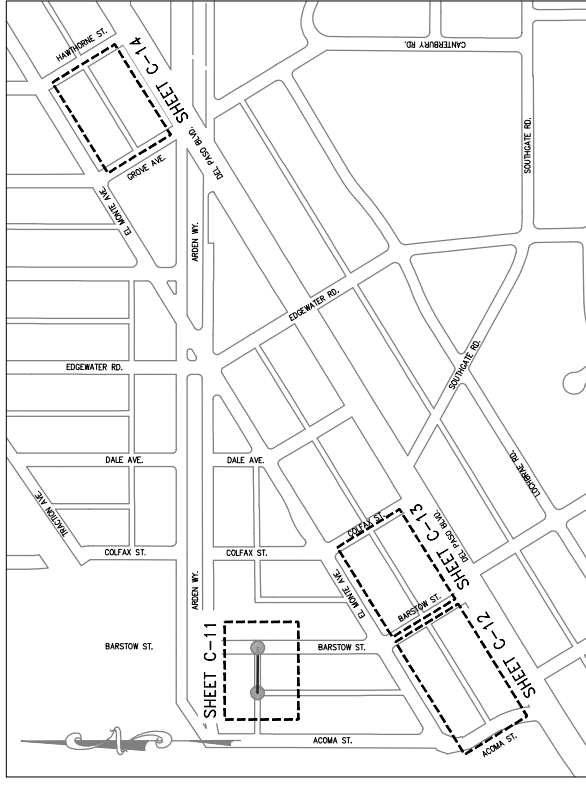 HAWTHORNE ST.
CANTERBURY RD.
SHEET C-14
SOUTHGATE RD.
DEL PASO BLVD.
GROVE AVE.
EL MONTE AVE.
ARDEN WY.
EDGEWATER RD.
EDGEWATER RD.
SOUTHGATE RD.
DALE AVE.
DALE AVE.
LOCHBRAE RD.
TRACTION AVE.
COLFAX ST.
DEL PASO BLVD.
SHEET C-13
COLFAX ST.
COLFAX ST.
ARDEN WY.
EL MONTE AVE.
BARSTOW ST.
SHEET C-11
BARSTOW ST.
BARSTOW ST.
SHEET C-12
ACOMA ST.
ACOMA ST.
N